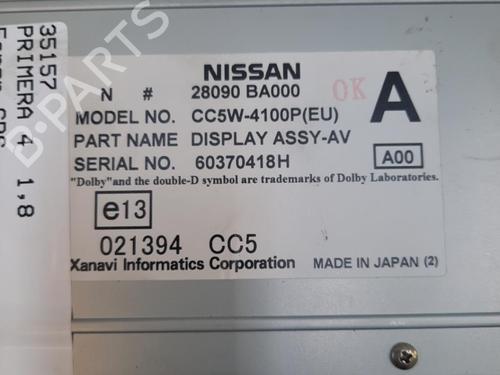 NISSAN
N # 28090 BA000
OK
A
MODEL NO. CC5W-4100P(EU)
PART NAME DISPLAY ASSY-AV
SERIAL NO. 60370418H
A00
"Dolby"and the double-D symbol are trademarks of Dolby Laboratories.
e13
021394 CC5
Xanavi Informatics Corporation MADE IN JAPAN (2)
35157
PRIMERA 4 1,8
B-PARTS